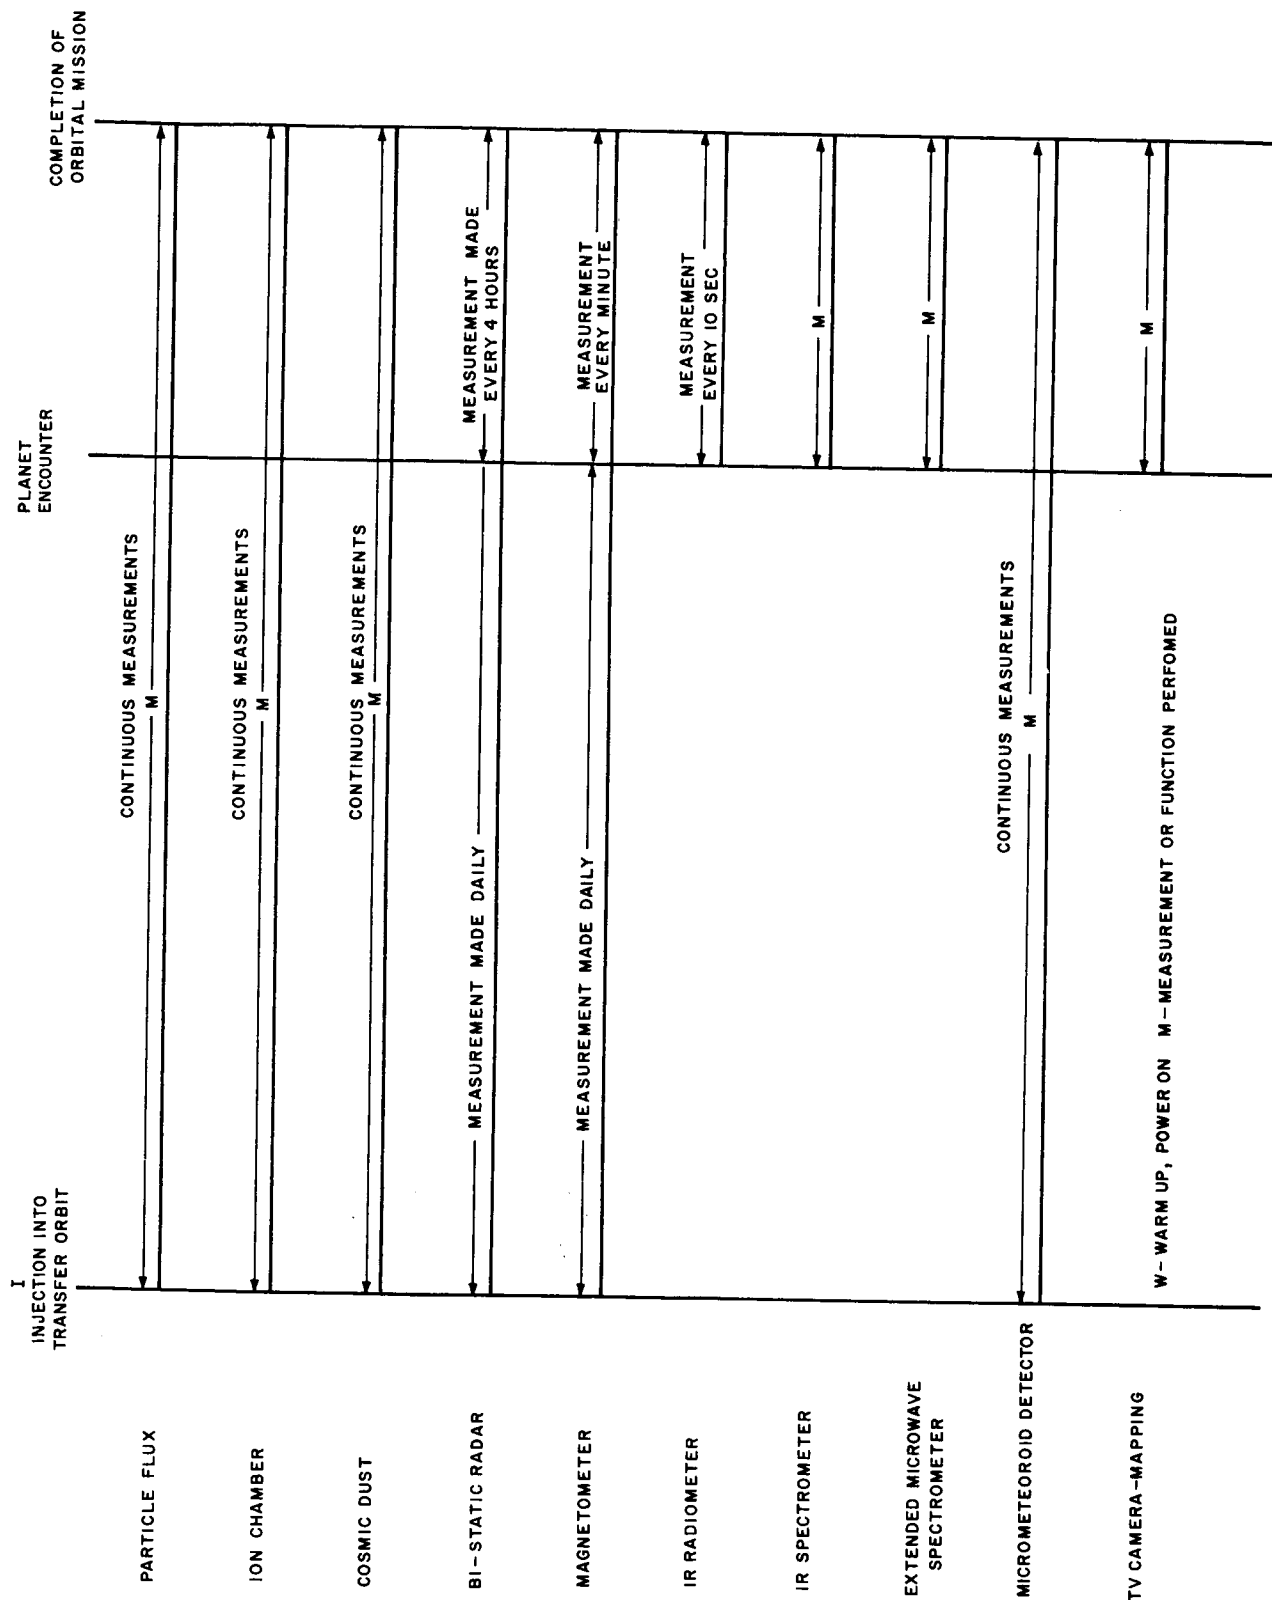 I
INJECTION INTO
TRANSFER ORBIT
PLANET
ENCOUNTER
COMPLETION OF
ORBITAL MISSION
PARTICLE FLUX
CONTINUOUS MEASUREMENTS
M
ION CHAMBER
CONTINUOUS MEASUREMENTS
M
COSMIC DUST
CONTINUOUS MEASUREMENTS
M
BI-STATIC RADAR
MEASUREMENT MADE DAILY
MEASUREMENT MADE
EVERY 4 HOURS
MAGNETOMETER
MEASUREMENT MADE DAILY
MEASUREMENT
EVERY MINUTE
IR RADIOMETER
MEASUREMENT
EVERY 10 SEC
IR SPECTROMETER
M
EXTENDED MICROWAVE
SPECTROMETER
M
MICROMETEOROID DETECTOR
CONTINUOUS MEASUREMENTS
M
TV CAMERA-MAPPING
M
W-WARM UP, POWER ON M-MEASUREMENT OR FUNCTION PERFOMED